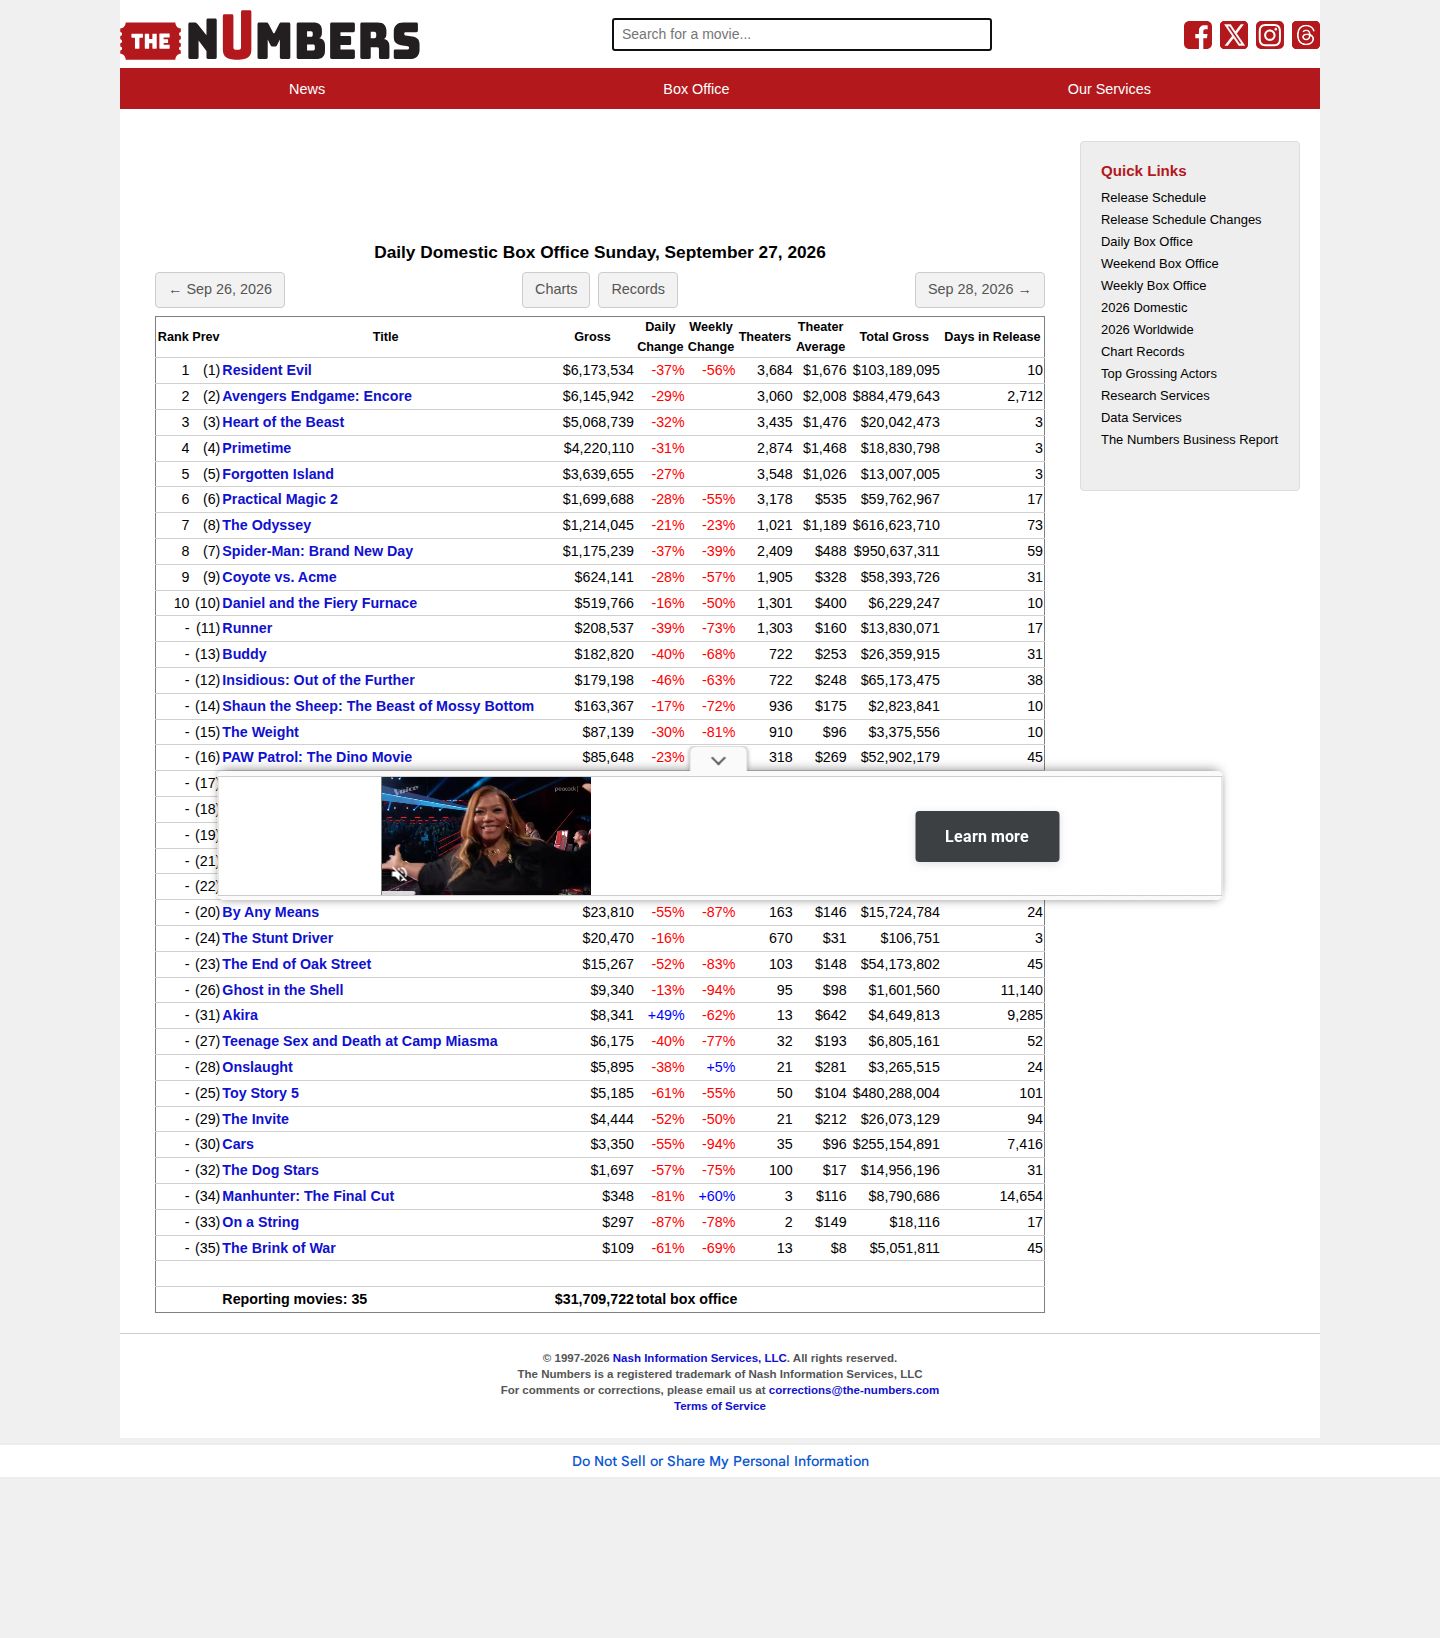 THE NUMBERS
Search for a movie...
News Box Office Our Services
Quick Links
Release Schedule
Release Schedule Changes
Daily Box Office
Weekend Box Office
Weekly Box Office
2026 Domestic
2026 Worldwide
Chart Records
Top Grossing Actors
Research Services
Data Services
The Numbers Business Report
Daily Domestic Box Office Sunday, September 27, 2026
← Sep 26, 2026 Charts Records Sep 28, 2026 →
Rank Prev Title Gross Daily Change Weekly Change Theaters Theater Average Total Gross Days in Release
1 (1) Resident Evil $6,173,534 -37% -56% 3,684 $1,676 $103,189,095 10
2 (2) Avengers Endgame: Encore $6,145,942 -29% 3,060 $2,008 $884,479,643 2,712
3 (3) Heart of the Beast $5,068,739 -32% 3,435 $1,476 $20,042,473 3
4 (4) Primetime $4,220,110 -31% 2,874 $1,468 $18,830,798 3
5 (5) Forgotten Island $3,639,655 -27% 3,548 $1,026 $13,007,005 3
6 (6) Practical Magic 2 $1,699,688 -28% -55% 3,178 $535 $59,762,967 17
7 (8) The Odyssey $1,214,045 -21% -23% 1,021 $1,189 $616,623,710 73
8 (7) Spider-Man: Brand New Day $1,175,239 -37% -39% 2,409 $488 $950,637,311 59
9 (9) Coyote vs. Acme $624,141 -28% -57% 1,905 $328 $58,393,726 31
10 (10) Daniel and the Fiery Furnace $519,766 -16% -50% 1,301 $400 $6,229,247 10
- (11) Runner $208,537 -39% -73% 1,303 $160 $13,830,071 17
- (13) Buddy $182,820 -40% -68% 722 $253 $26,359,915 31
- (12) Insidious: Out of the Further $179,198 -46% -63% 722 $248 $65,173,475 38
- (14) Shaun the Sheep: The Beast of Mossy Bottom $163,367 -17% -72% 936 $175 $2,823,841 10
- (15) The Weight $87,139 -30% -81% 910 $96 $3,375,556 10
- (16) PAW Patrol: The Dino Movie $85,648 -23% 318 $269 $52,902,179 45
- (17)
- (18)
- (19)
- (21)
- (22)
peacock
Learn more
- (20) By Any Means $23,810 -55% -87% 163 $146 $15,724,784 24
- (24) The Stunt Driver $20,470 -16% 670 $31 $106,751 3
- (23) The End of Oak Street $15,267 -52% -83% 103 $148 $54,173,802 45
- (26) Ghost in the Shell $9,340 -13% -94% 95 $98 $1,601,560 11,140
- (31) Akira $8,341 +49% -62% 13 $642 $4,649,813 9,285
- (27) Teenage Sex and Death at Camp Miasma $6,175 -40% -77% 32 $193 $6,805,161 52
- (28) Onslaught $5,895 -38% +5% 21 $281 $3,265,515 24
- (25) Toy Story 5 $5,185 -61% -55% 50 $104 $480,288,004 101
- (29) The Invite $4,444 -52% -50% 21 $212 $26,073,129 94
- (30) Cars $3,350 -55% -94% 35 $96 $255,154,891 7,416
- (32) The Dog Stars $1,697 -57% -75% 100 $17 $14,956,196 31
- (34) Manhunter: The Final Cut $348 -81% +60% 3 $116 $8,790,686 14,654
- (33) On a String $297 -87% -78% 2 $149 $18,116 17
- (35) The Brink of War $109 -61% -69% 13 $8 $5,051,811 45
Reporting movies: 35 $31,709,722 total box office
© 1997-2026 Nash Information Services, LLC. All rights reserved.
The Numbers is a registered trademark of Nash Information Services, LLC
For comments or corrections, please email us at corrections@the-numbers.com
Terms of Service
Do Not Sell or Share My Personal Information